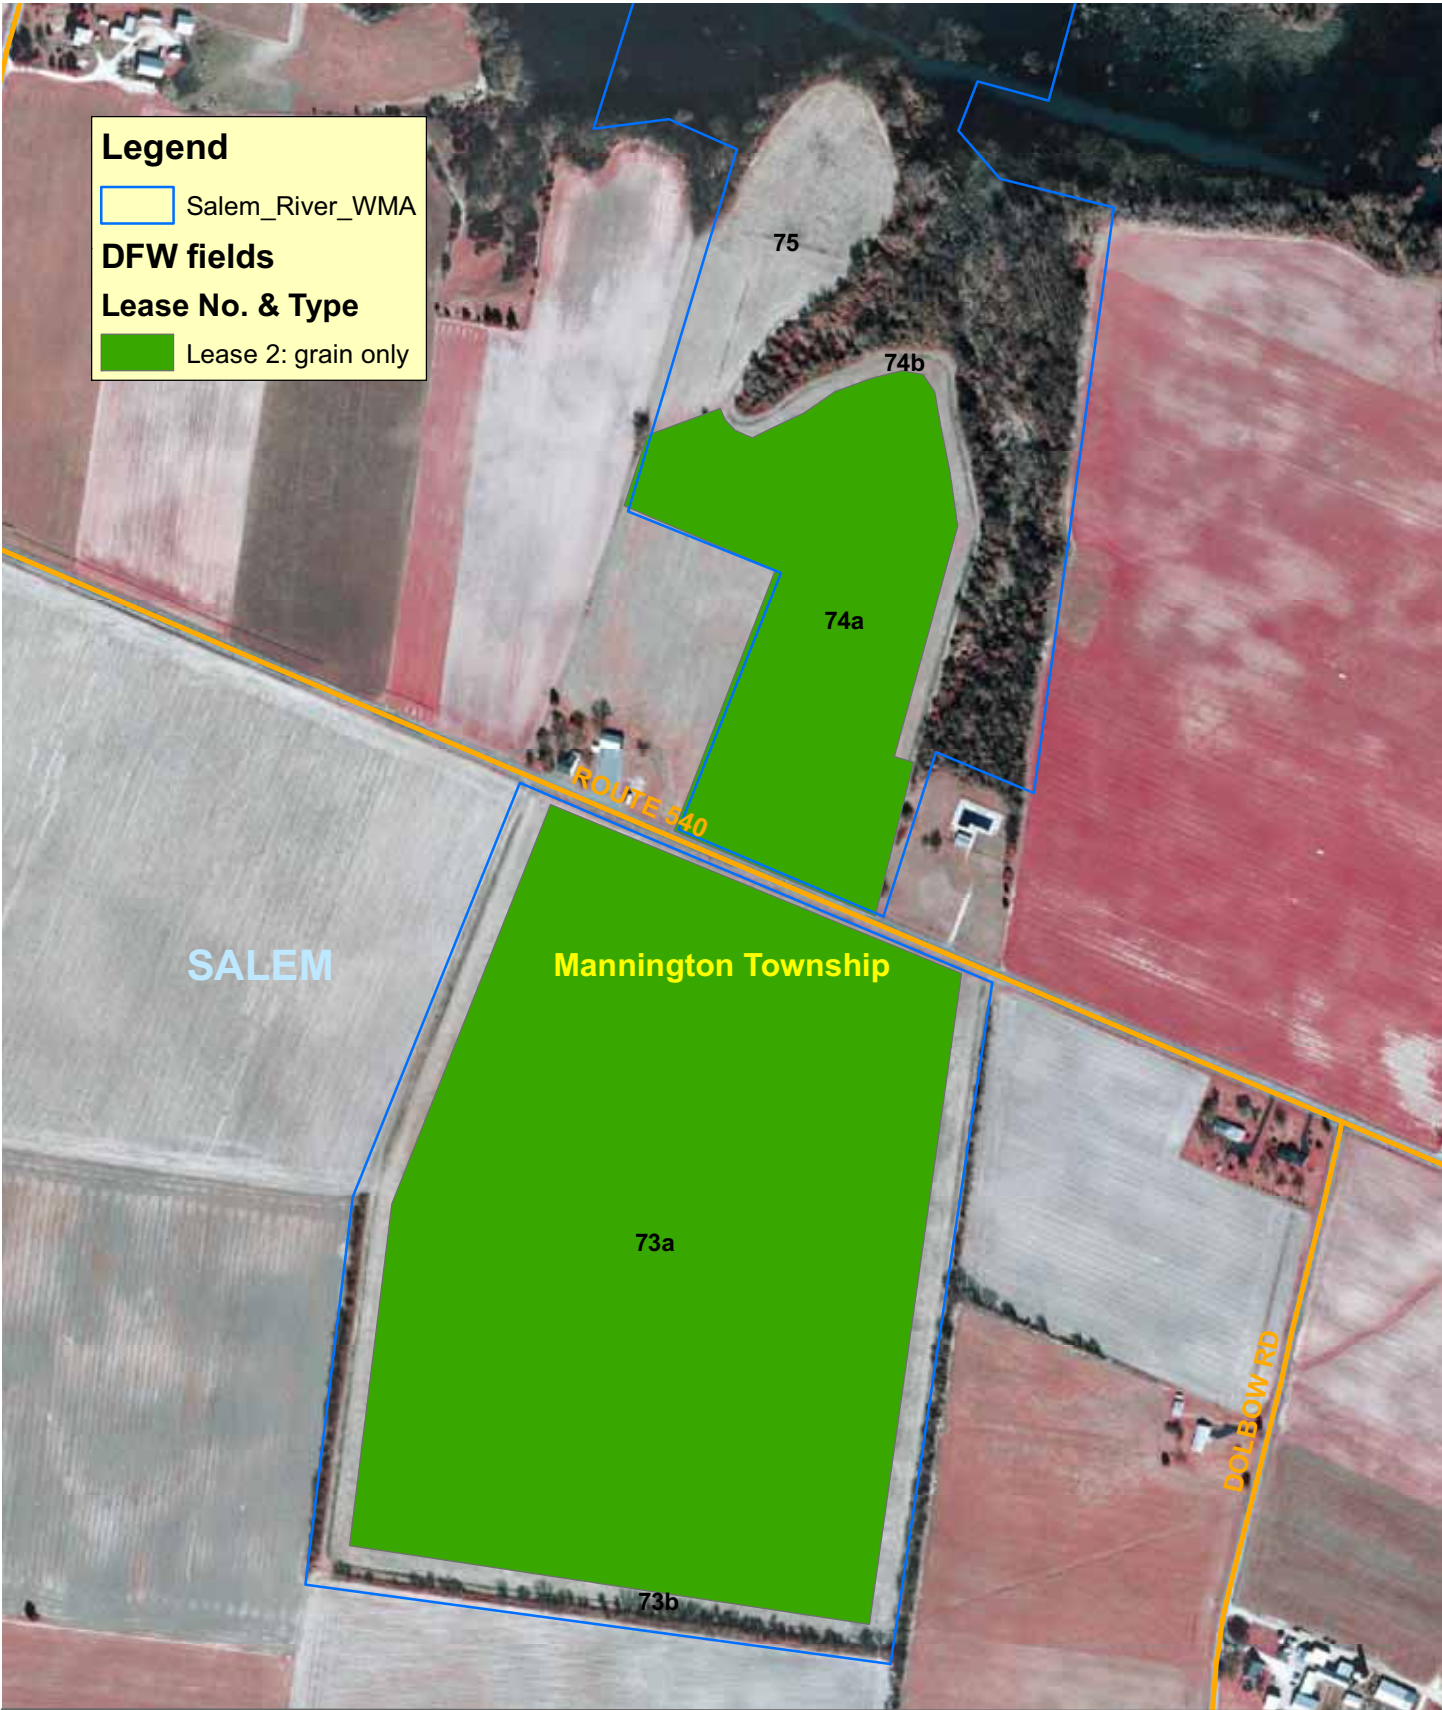 Legend
Salem_River_WMA
DFW fields
Lease No. & Type
Lease 2: grain only
75
74b
74a
ROUTE 540
SALEM
Mannington Township
73a
DOLBOW RD
73b